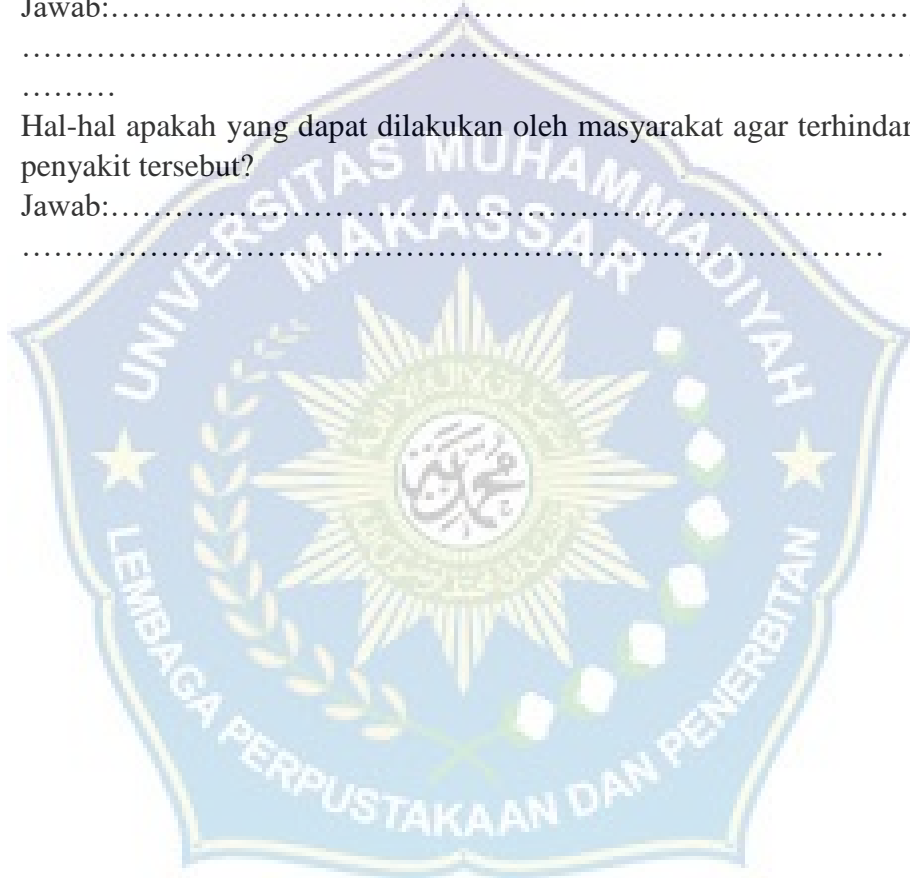 Jawab:……………………………………………………………………
………………………………………………………………………………
………
Hal-hal apakah yang dapat dilakukan oleh masyarakat agar terhindar
penyakit tersebut?
Jawab:……………………………………………………………………
………………………………………………………………………
UNIVERSITAS MUHAMMADIYAH
MAKASSAR
LEMBAGA PERPUSTAKAAN DAN PENERBITAN